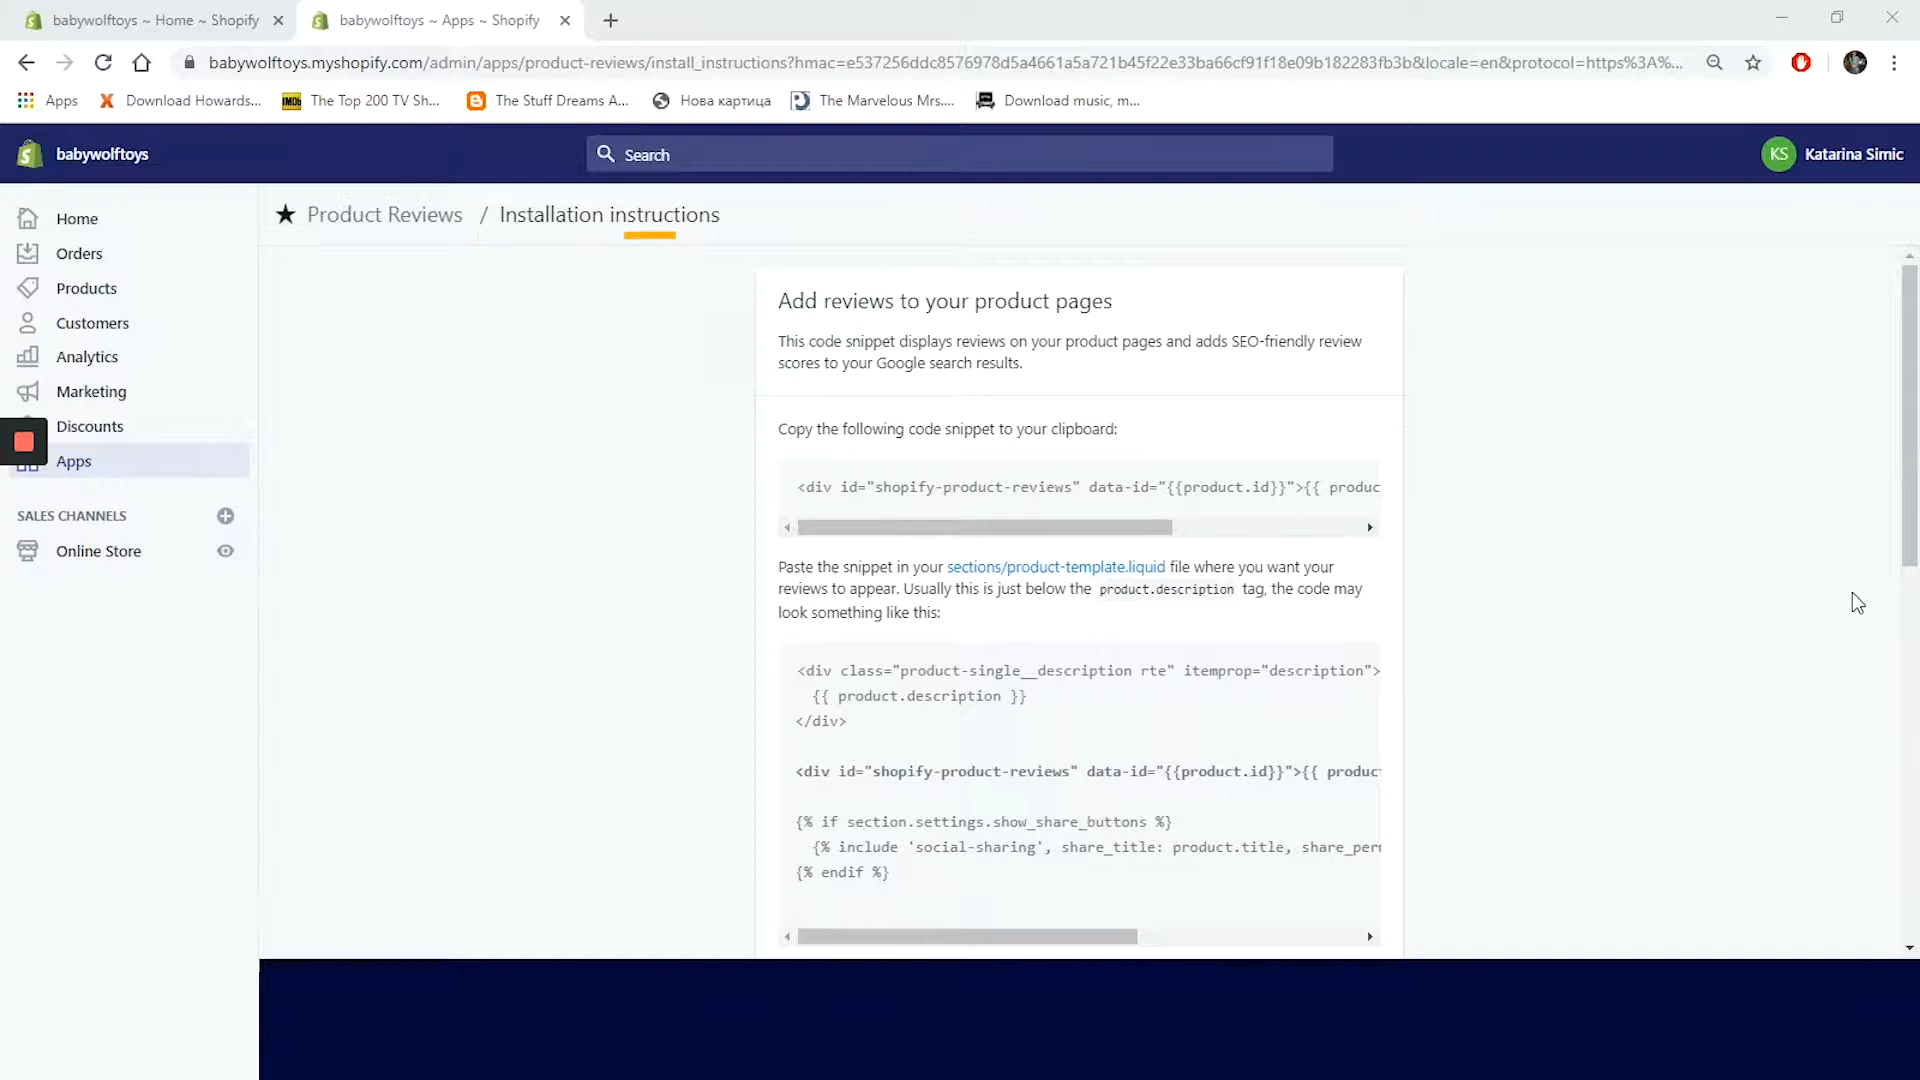 babywolftoys ~ Home ~ Shopify
babywolftoys ~ Apps ~ Shopify
babywolftoys.myshopify.com/admin/apps/product-reviews/install_instructions?hmac=e537256ddc8576978d5a4661a5a721b45f22e33ba66cf91f18e09b182283fb3b&locale=en&protocol=https%3A%...
Apps
Download Howards...
IMDb
The Top 200 TV Sh...
The Stuff Dreams A...
Нова картица
The Marvelous Mrs....
Download music, m...
babywolftoys
Search
KS
Katarina Simic
Home
Orders
Products
Customers
Analytics
Marketing
Discounts
Apps
SALES CHANNELS
Online Store
Product Reviews / Installation instructions
Add reviews to your product pages
This code snippet displays reviews on your product pages and adds SEO-friendly review
scores to your Google search results.
Copy the following code snippet to your clipboard:
<div id="shopify-product-reviews" data-id="{{product.id}}">{{ produc
Paste the snippet in your sections/product-template.liquid file where you want your
reviews to appear. Usually this is just below the product.description tag, the code may
look something like this:
<div class="product-single__description rte" itemprop="description">
{{ product.description }}
</div>
<div id="shopify-product-reviews" data-id="{{product.id}}">{{ produc
{% if section.settings.show_share_buttons %}
{% include 'social-sharing', share_title: product.title, share_per
{% endif %}